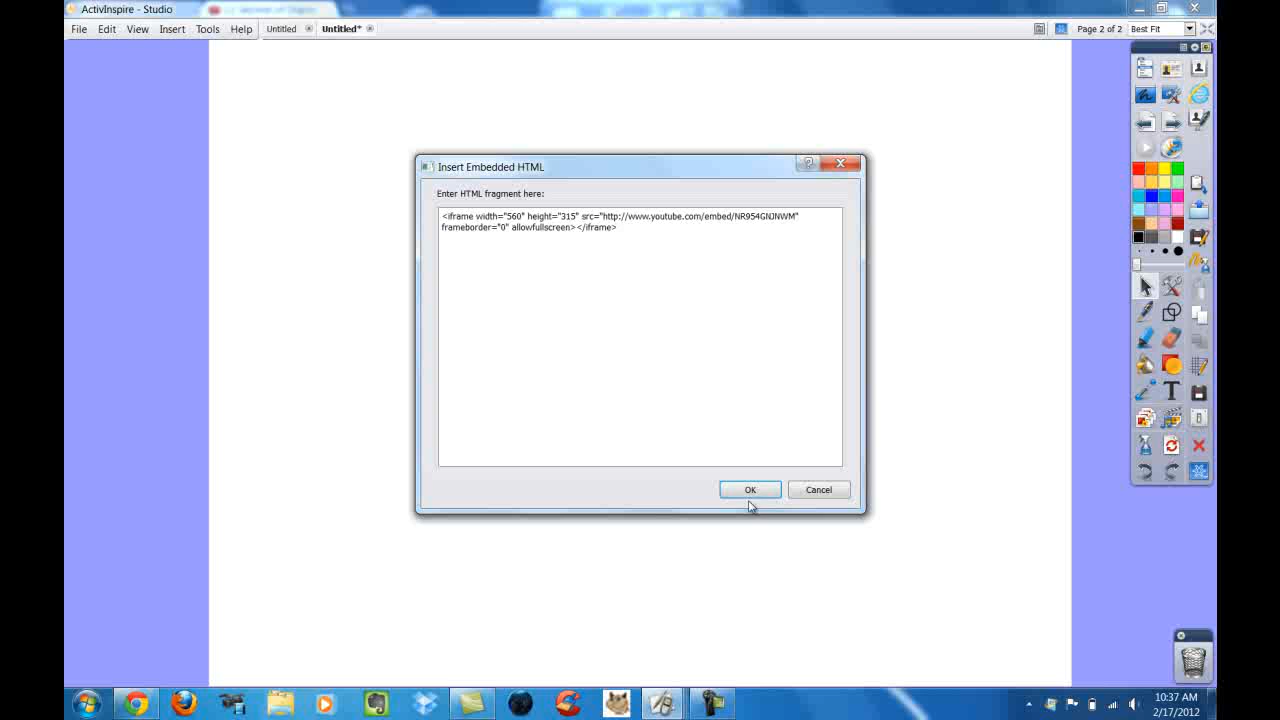 ActivInspire - Studio
File Edit View Insert Tools Help Untitled Untitled* Page 2 of 2 Best Fit
Insert Embedded HTML
Enter HTML fragment here:
<iframe width="560" height="315" src="http://www.youtube.com/embed/NR954GNJNWM"
frameborder="0" allowfullscreen></iframe>
OK Cancel
10:37 AM
2/17/2012